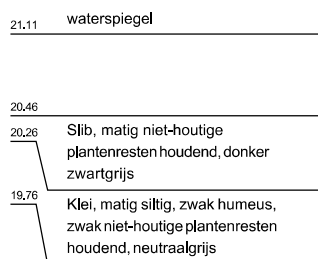 21.11 waterspiegel
20.46
20.26 Slib, matig niet-houtige
plantenresten houdend, donker
zwartgrijs
19.76 Klei, matig siltig, zwak humeus,
zwak niet-houtige plantenresten
houdend, neutraalgrijs